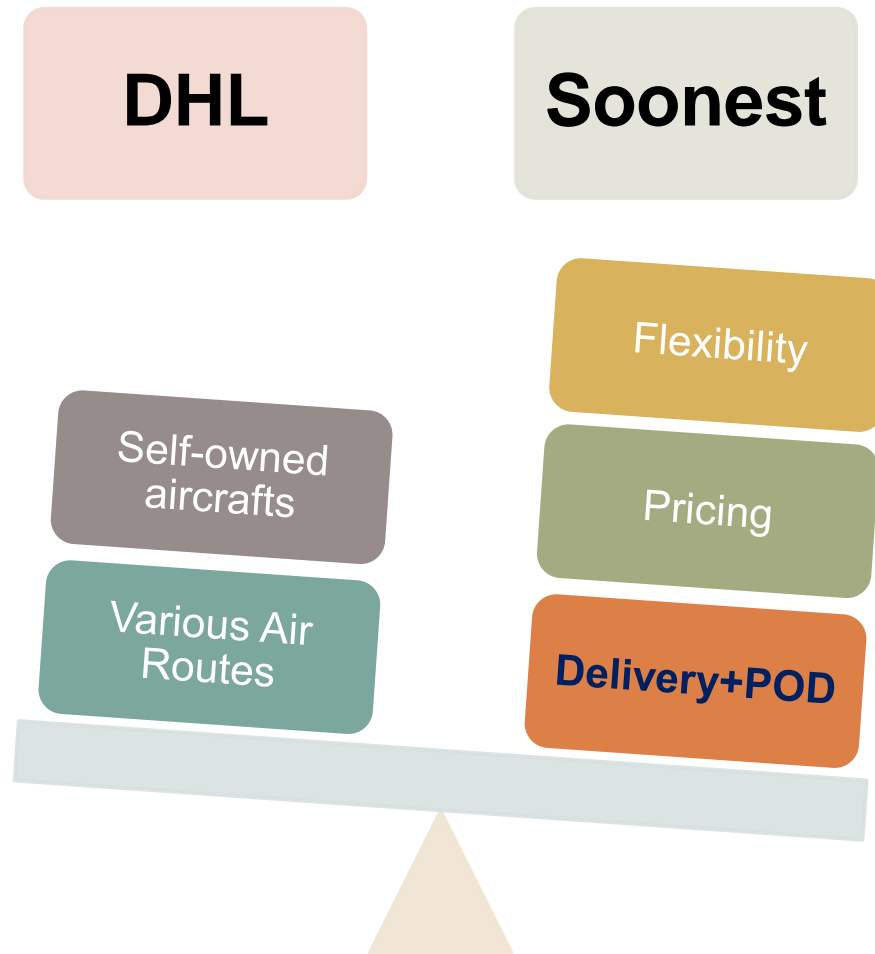 DHL
Soonest
Self-owned
aircrafts
Various Air
Routes
Flexibility
Pricing
Delivery+POD